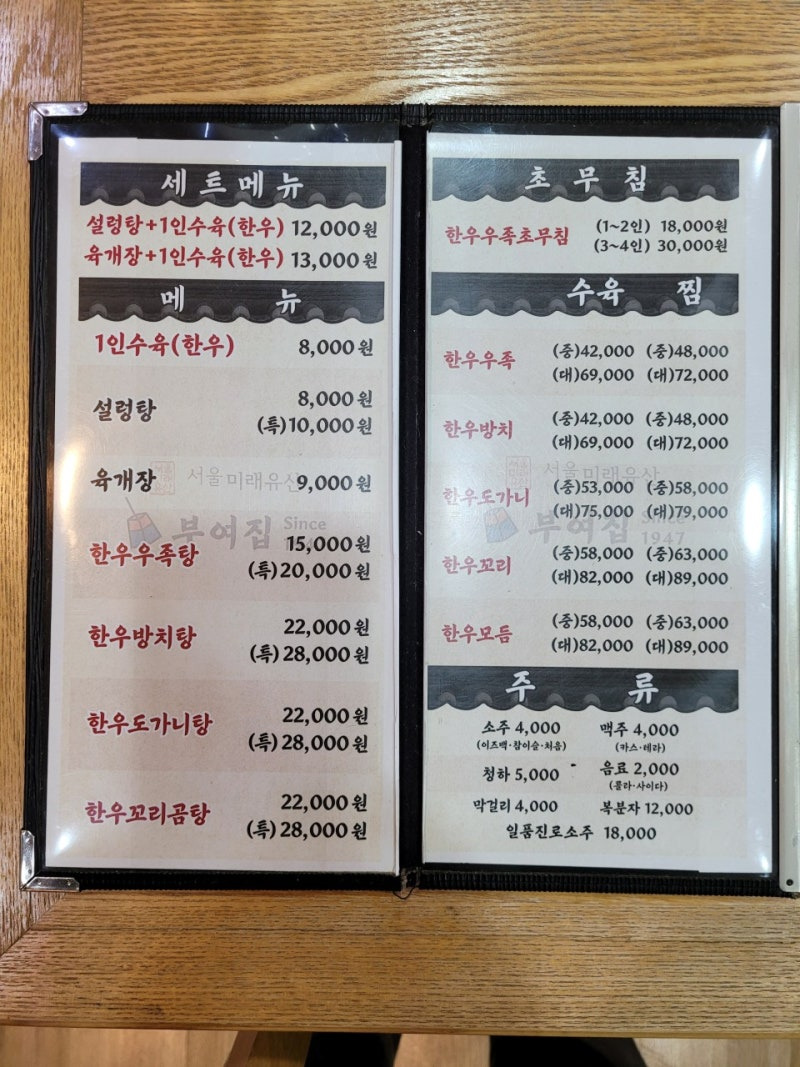 세트메뉴
설렁탕+1인수육(한우) 12,000원
육개장+1인수육(한우) 13,000원
메 뉴
1인수육(한우) 8,000원
설렁탕 8,000원
(특)10,000원
육개장 9,000원
서울미래유산
부여집 Since
한우우족탕 15,000원
(특)20,000원
한우방치탕 22,000원
(특)28,000원
한우도가니탕 22,000원
(특)28,000원
한우꼬리곰탕 22,000원
(특)28,000원
초무침
한우우족초무침 (1~2인) 18,000원
(3~4인) 30,000원
수육 찜
한우우족 (중)42,000 (중)48,000
(대)69,000 (대)72,000
한우방치 (중)42,000 (중)48,000
(대)69,000 (대)72,000
서울미래유산
한우도가니 (중)53,000 (중)58,000
(대)75,000 (대)79,000
부여집 Since
1947
한우꼬리 (중)58,000 (중)63,000
(대)82,000 (대)89,000
한우모듬 (중)58,000 (중)63,000
(대)82,000 (대)89,000
주 류
소주 4,000 맥주 4,000
(이즈백·참이슬·처음) (카스·테라)
청하 5,000 음료 2,000
(콜라·사이다)
막걸리 4,000 복분자 12,000
일품진로소주 18,000